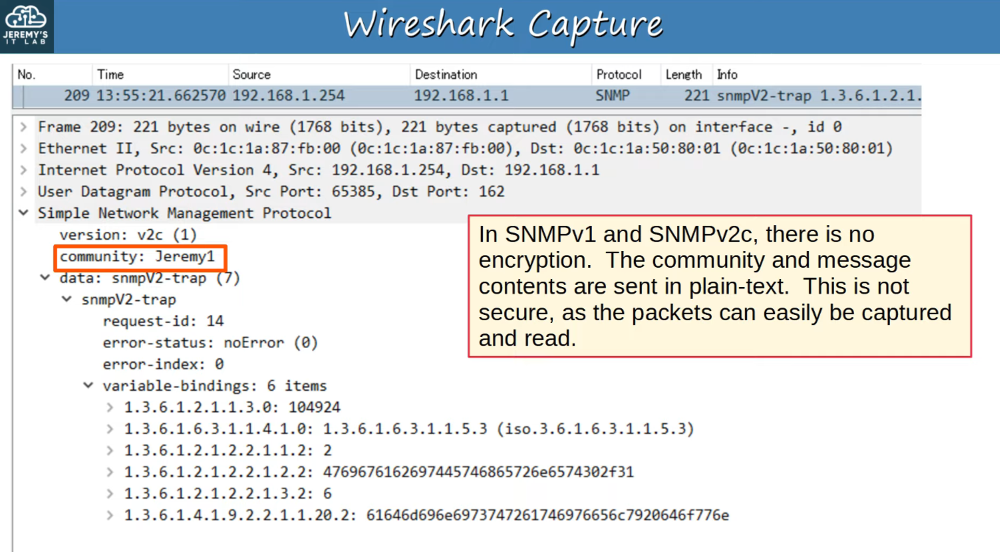 JEREMY'S
IT LAB
Wireshark Capture
No. Time Source Destination Protocol Length Info
209 13:55:21.662570 192.168.1.254 192.168.1.1 SNMP 221 snmpV2-trap 1.3.6.1.2.1.
Frame 209: 221 bytes on wire (1768 bits), 221 bytes captured (1768 bits) on interface -, id 0
Ethernet II, Src: 0c:1c:1a:87:fb:00 (0c:1c:1a:87:fb:00), Dst: 0c:1c:1a:50:80:01 (0c:1c:1a:50:80:01)
Internet Protocol Version 4, Src: 192.168.1.254, Dst: 192.168.1.1
User Datagram Protocol, Src Port: 65385, Dst Port: 162
Simple Network Management Protocol
version: v2c (1)
community: Jeremy1
data: snmpV2-trap (7)
snmpV2-trap
request-id: 14
error-status: noError (0)
error-index: 0
variable-bindings: 6 items
1.3.6.1.2.1.1.3.0: 104924
1.3.6.1.6.3.1.1.4.1.0: 1.3.6.1.6.3.1.1.5.3 (iso.3.6.1.6.3.1.1.5.3)
1.3.6.1.2.1.2.2.1.1.2: 2
1.3.6.1.2.1.2.2.1.2.2: 476967616269744574686572​6e6574302f31
1.3.6.1.2.1.2.2.1.3.2: 6
1.3.6.1.4.1.9.2.2.1.1.20.2: 61646d696e6973747261746976656c7920646f776e
In SNMPv1 and SNMPv2c, there is no
encryption. The community and message
contents are sent in plain-text. This is not
secure, as the packets can easily be captured
and read.